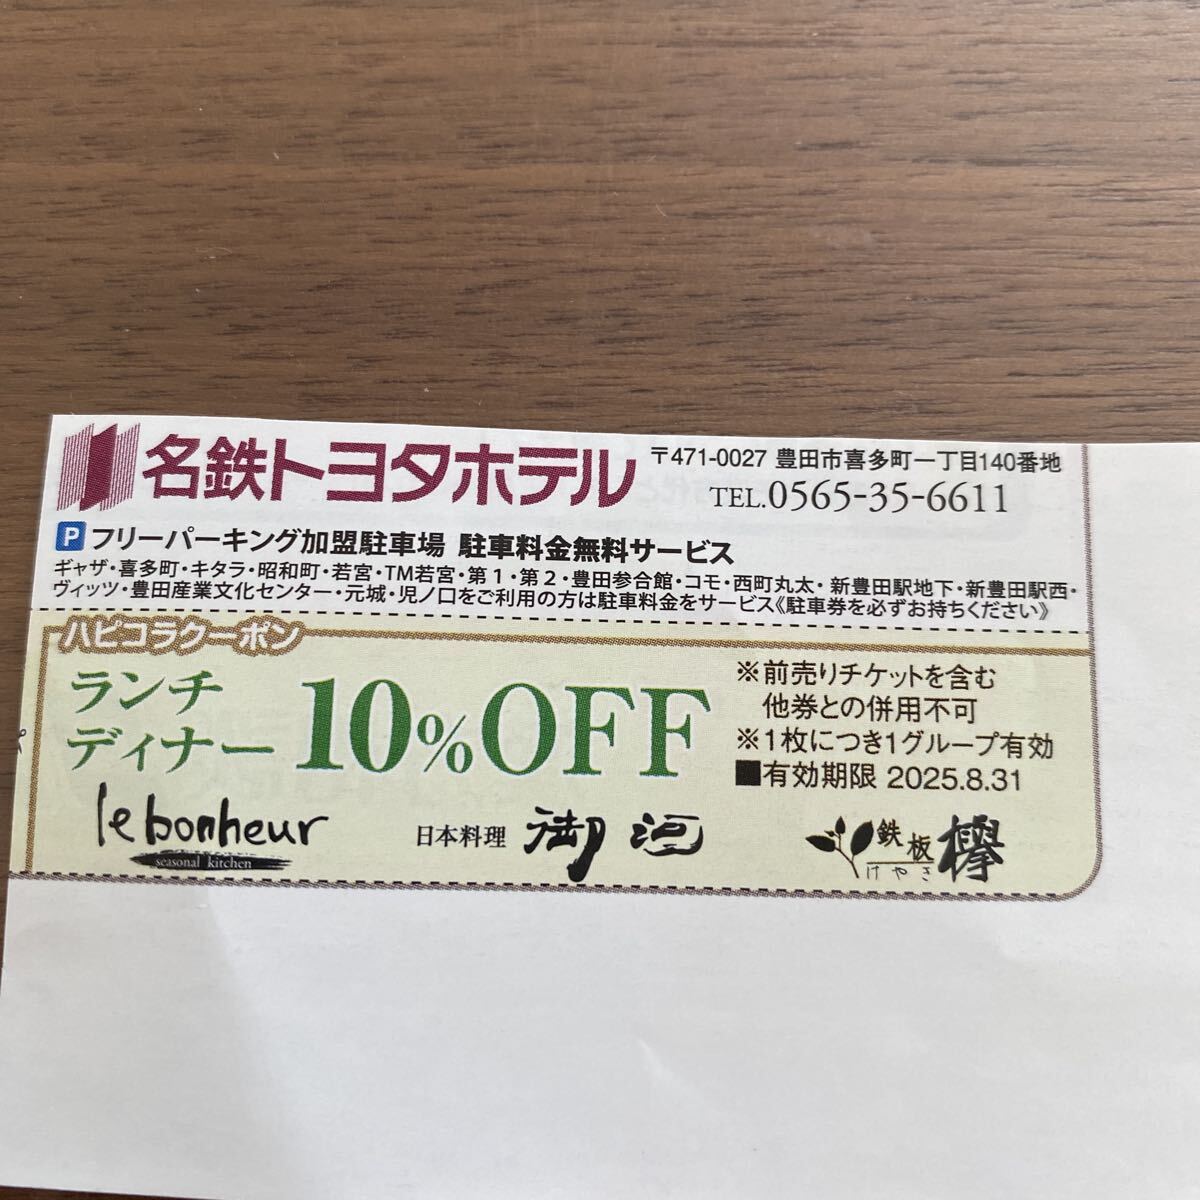 名鉄トヨタホテル
〒471-0027 豊田市喜多町一丁目140番地
TEL.0565-35-6611
P フリーパーキング加盟駐車場 駐車料金無料サービス
ギャザ・喜多町・キタラ・昭和町・若宮・TM若宮・第1・第2・豊田参合館・コモ・西町丸太・新豊田駅地下・新豊田駅西・
ヴィッツ・豊田産業文化センター・元城・児ノ口をご利用の方は駐車料金をサービス《駐車券を必ずお持ちください》
ハピコラクーポン
ランチ
ディナー
10%OFF
※前売りチケットを含む
他券との併用不可
※1枚につき1グループ有効
■有効期限 2025.8.31
le bonheur
seasonal kitchen
日本料理 御河
鉄板 欅
けやき